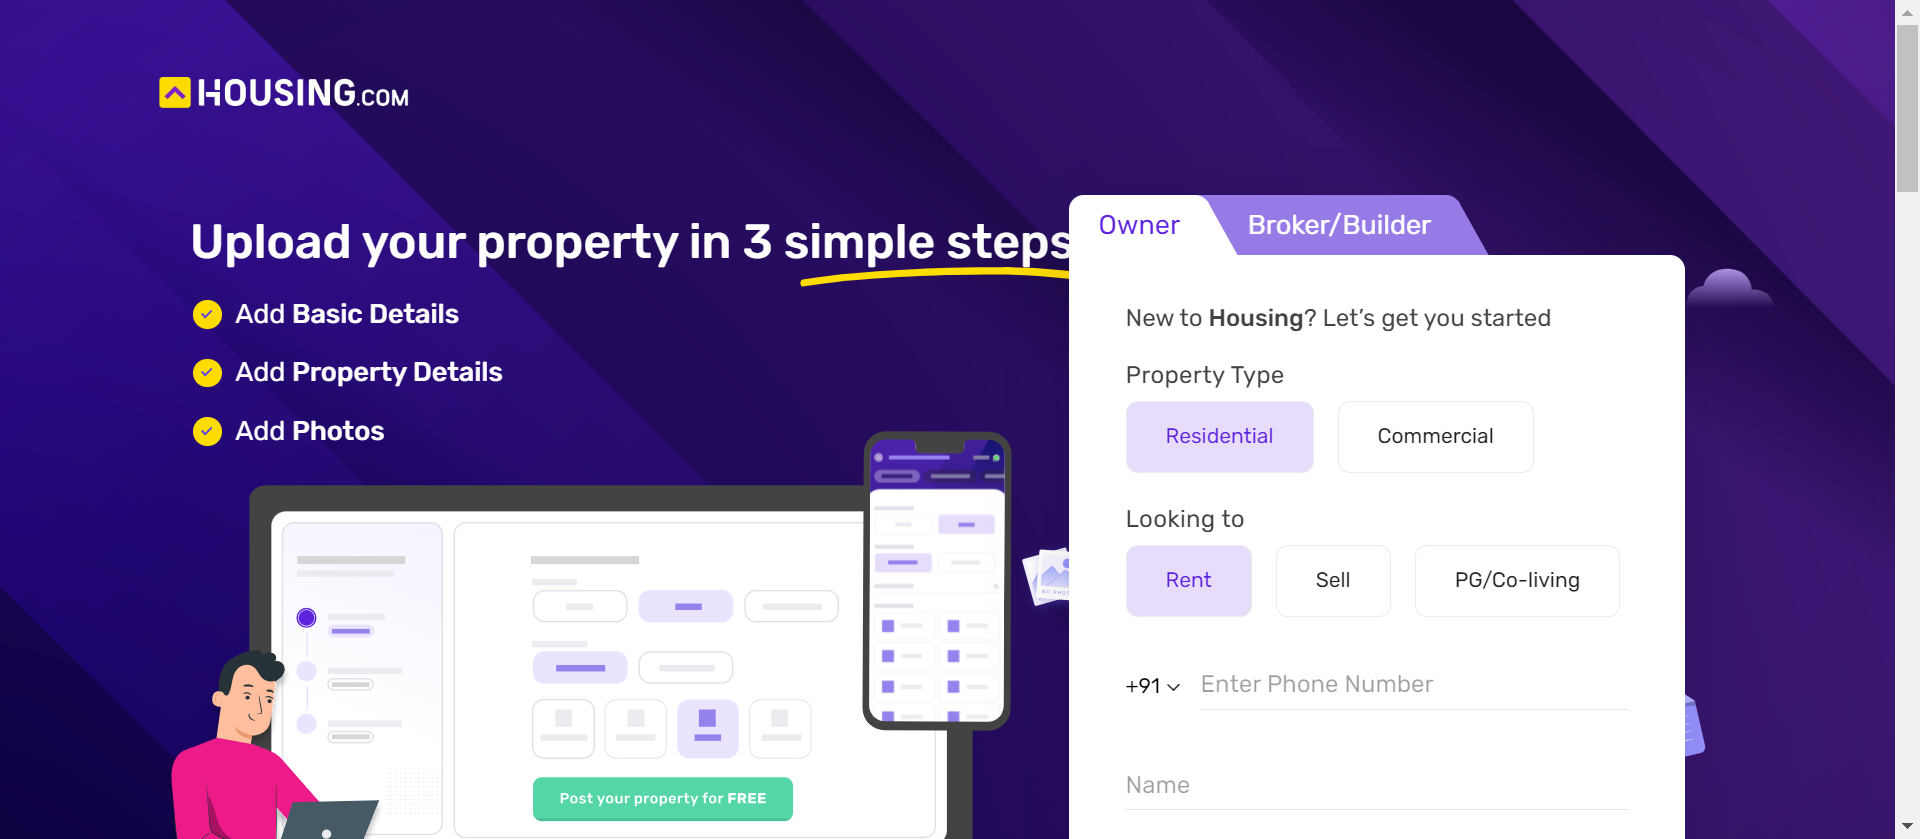 HOUSING.COM
Upload your property in 3 simple steps
Add Basic Details
Add Property Details
Add Photos
Post your property for FREE
Owner
Broker/Builder
New to Housing? Let’s get you started
Property Type
Residential
Commercial
Looking to
Rent
Sell
PG/Co-living
+91
Enter Phone Number
Name